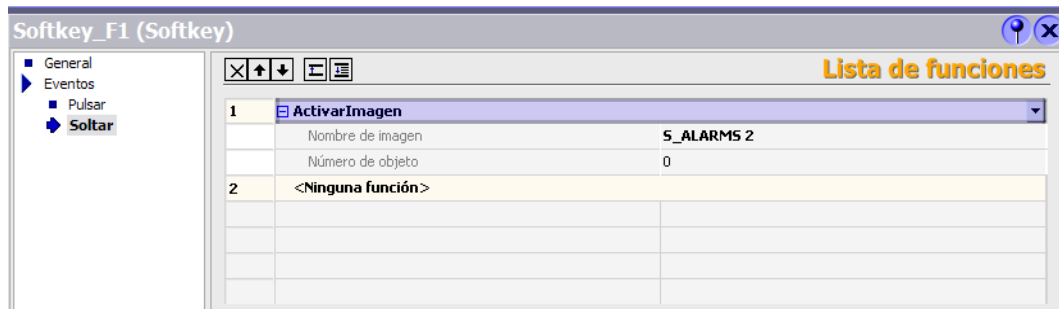 Softkey_F1 (Softkey)
General
Eventos
Pulsar
Soltar
Lista de funciones
1 ActivarImagen
Nombre de imagen S_ALARMS 2
Número de objeto 0
2 <Ninguna función>